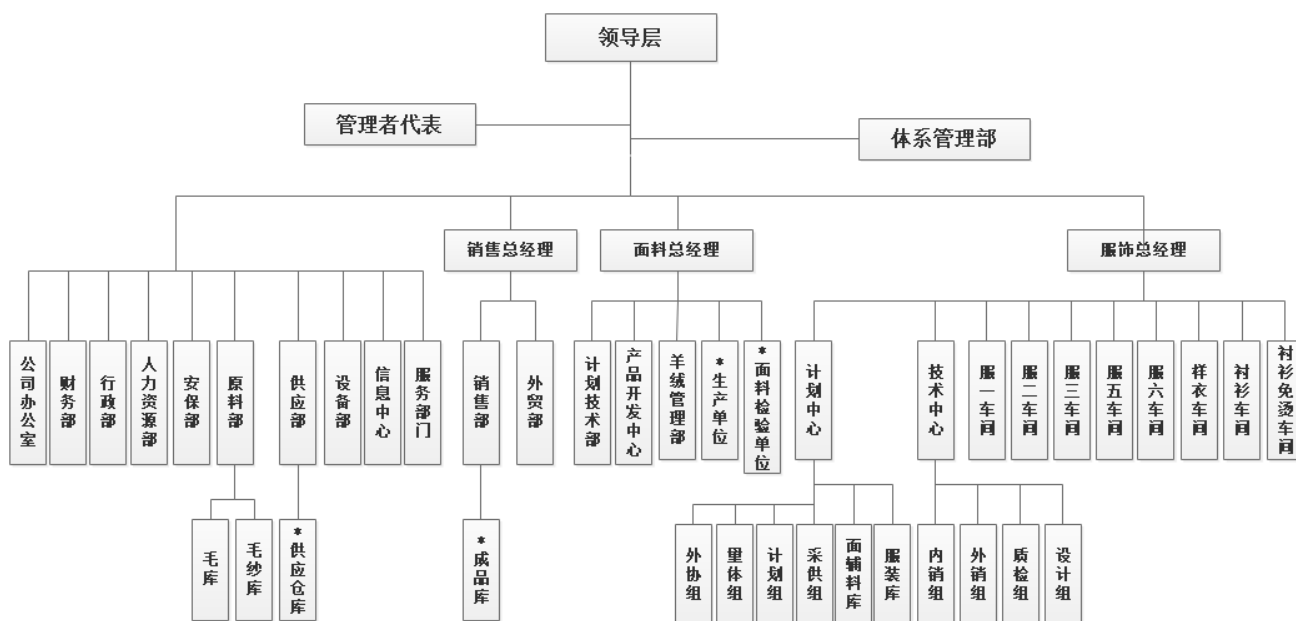 领导层
管理者代表
体系管理部
销售总经理
面料总经理
服饰总经理
公司办公室
财务部
行政部
人力资源部
安保部
原料部
供应部
设备部
信息中心
服务部门
销售部
外贸部
计划技术部
产品开发中心
羊绒管理部
*生产单位
*面料检验单位
计划中心
技术中心
服一车间
服二车间
服三车间
服五车间
服六车间
样衣车间
衬衫车间
衬衫免烫车间
毛库
毛纱库
*供应仓库
*成品库
外协组
量体组
计划组
采供组
面辅料库
服装库
内销组
外销组
质检组
设计组